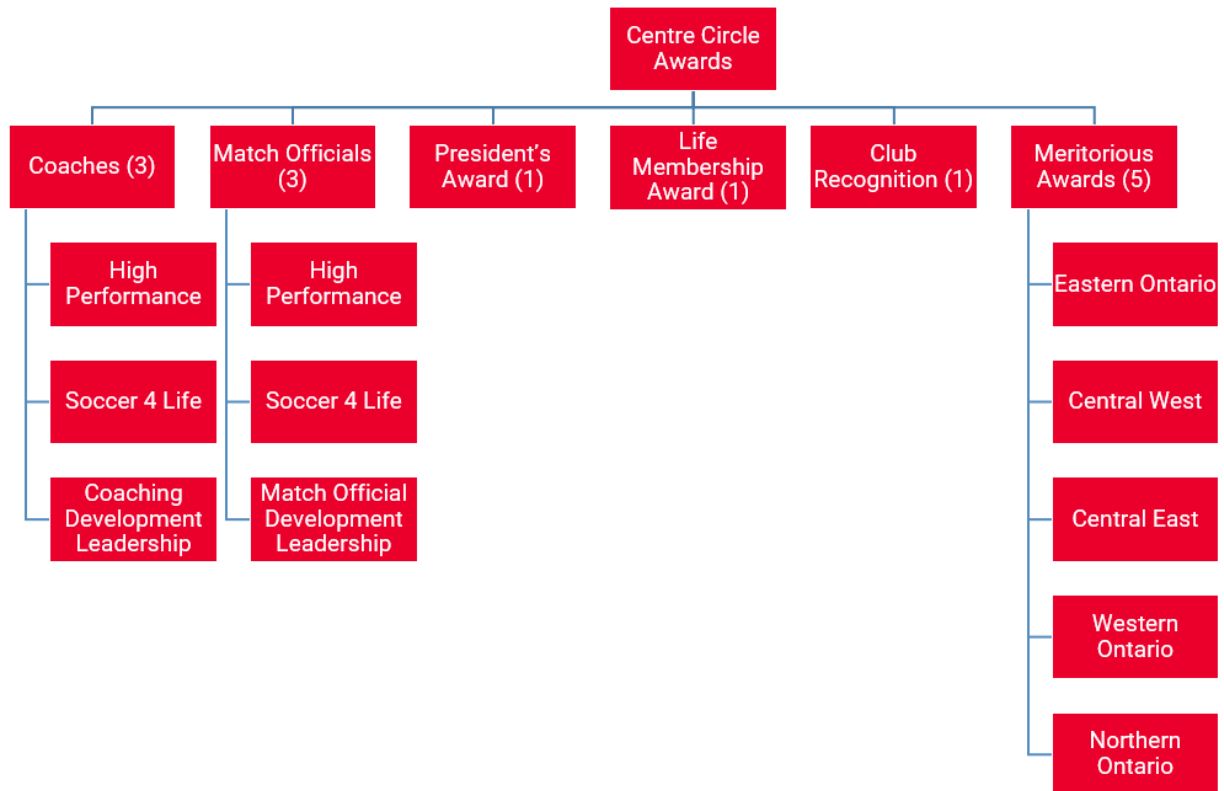 Centre Circle
Awards
Coaches (3)
Match Officials
(3)
President’s
Award (1)
Life
Membership
Award (1)
Club
Recognition (1)
Meritorious
Awards (5)
High
Performance
Soccer 4 Life
Coaching
Development
Leadership
High
Performance
Soccer 4 Life
Match Official
Development
Leadership
Eastern Ontario
Central West
Central East
Western
Ontario
Northern
Ontario